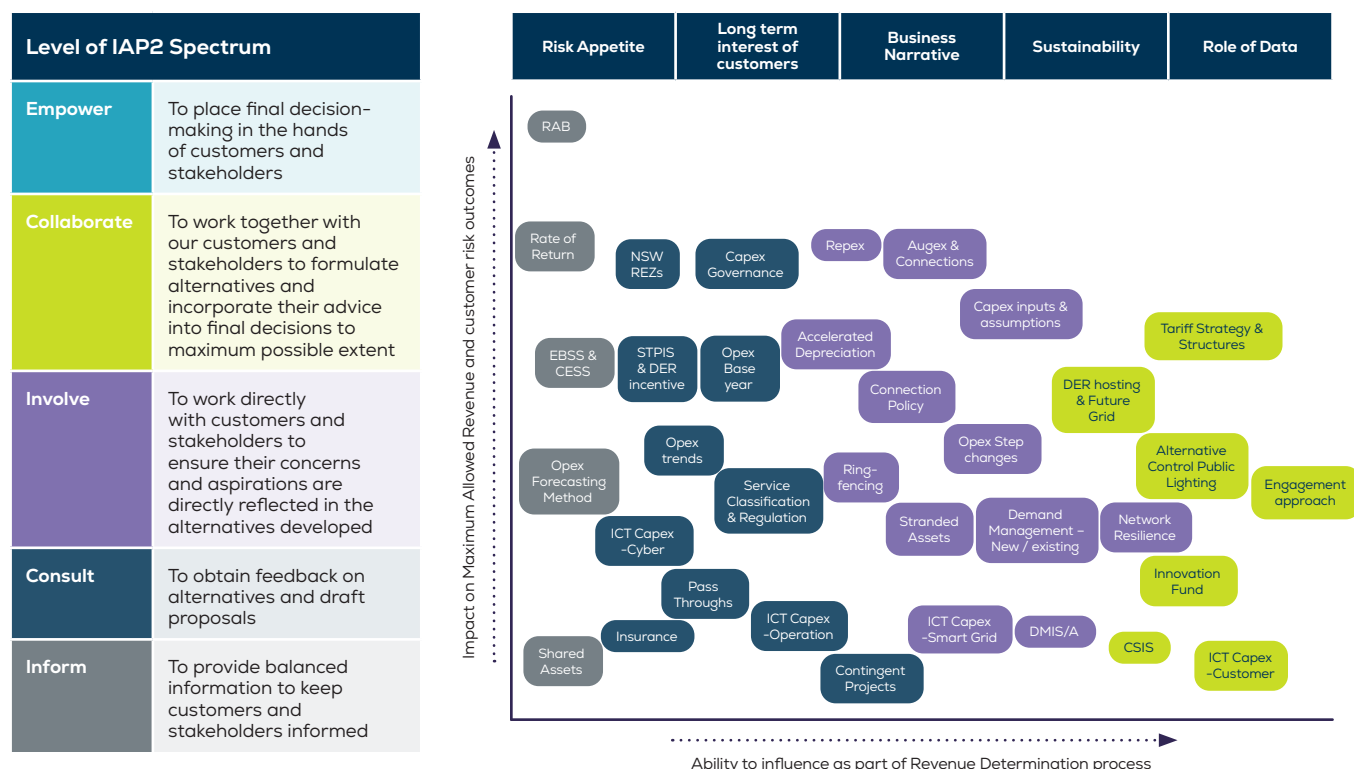 Level of IAP2 Spectrum
Empower
To place final decision-
making in the hands
of customers and
stakeholders
Collaborate
To work together with
our customers and
stakeholders to formulate
alternatives and
incorporate their advice
into final decisions to
maximum possible extent
Involve
To work directly
with customers and
stakeholders to
ensure their concerns
and aspirations are
directly reflected in the
alternatives developed
Consult
To obtain feedback on
alternatives and draft
proposals
Inform
To provide balanced
information to keep
customers and
stakeholders informed
Risk Appetite
Long term
interest of
customers
Business
Narrative
Sustainability
Role of Data
Impact on Maximum Allowed Revenue and customer risk outcomes
RAB
Rate of
Return
NSW
REZs
Capex
Governance
Repex
Augex &
Connections
Capex inputs &
assumptions
Tariff Strategy &
Structures
EBSS &
CESS
STPIS
& DER
incentive
Opex
Base
year
Accelerated
Depreciation
Connection
Policy
DER hosting
& Future
Grid
Opex
trends
Opex Step
changes
Alternative
Control Public
Lighting
Opex
Forecasting
Method
Service
Classification
& Regulation
Ring-
fencing
Engagement
approach
ICT Capex
-Cyber
Stranded
Assets
Demand
Management –
New / existing
Network
Resilience
Pass
Throughs
Innovation
Fund
Insurance
ICT Capex
-Operation
ICT Capex
-Smart Grid
DMIS/A
CSIS
Shared
Assets
Contingent
Projects
ICT Capex
-Customer
Ability to influence as part of Revenue Determination process